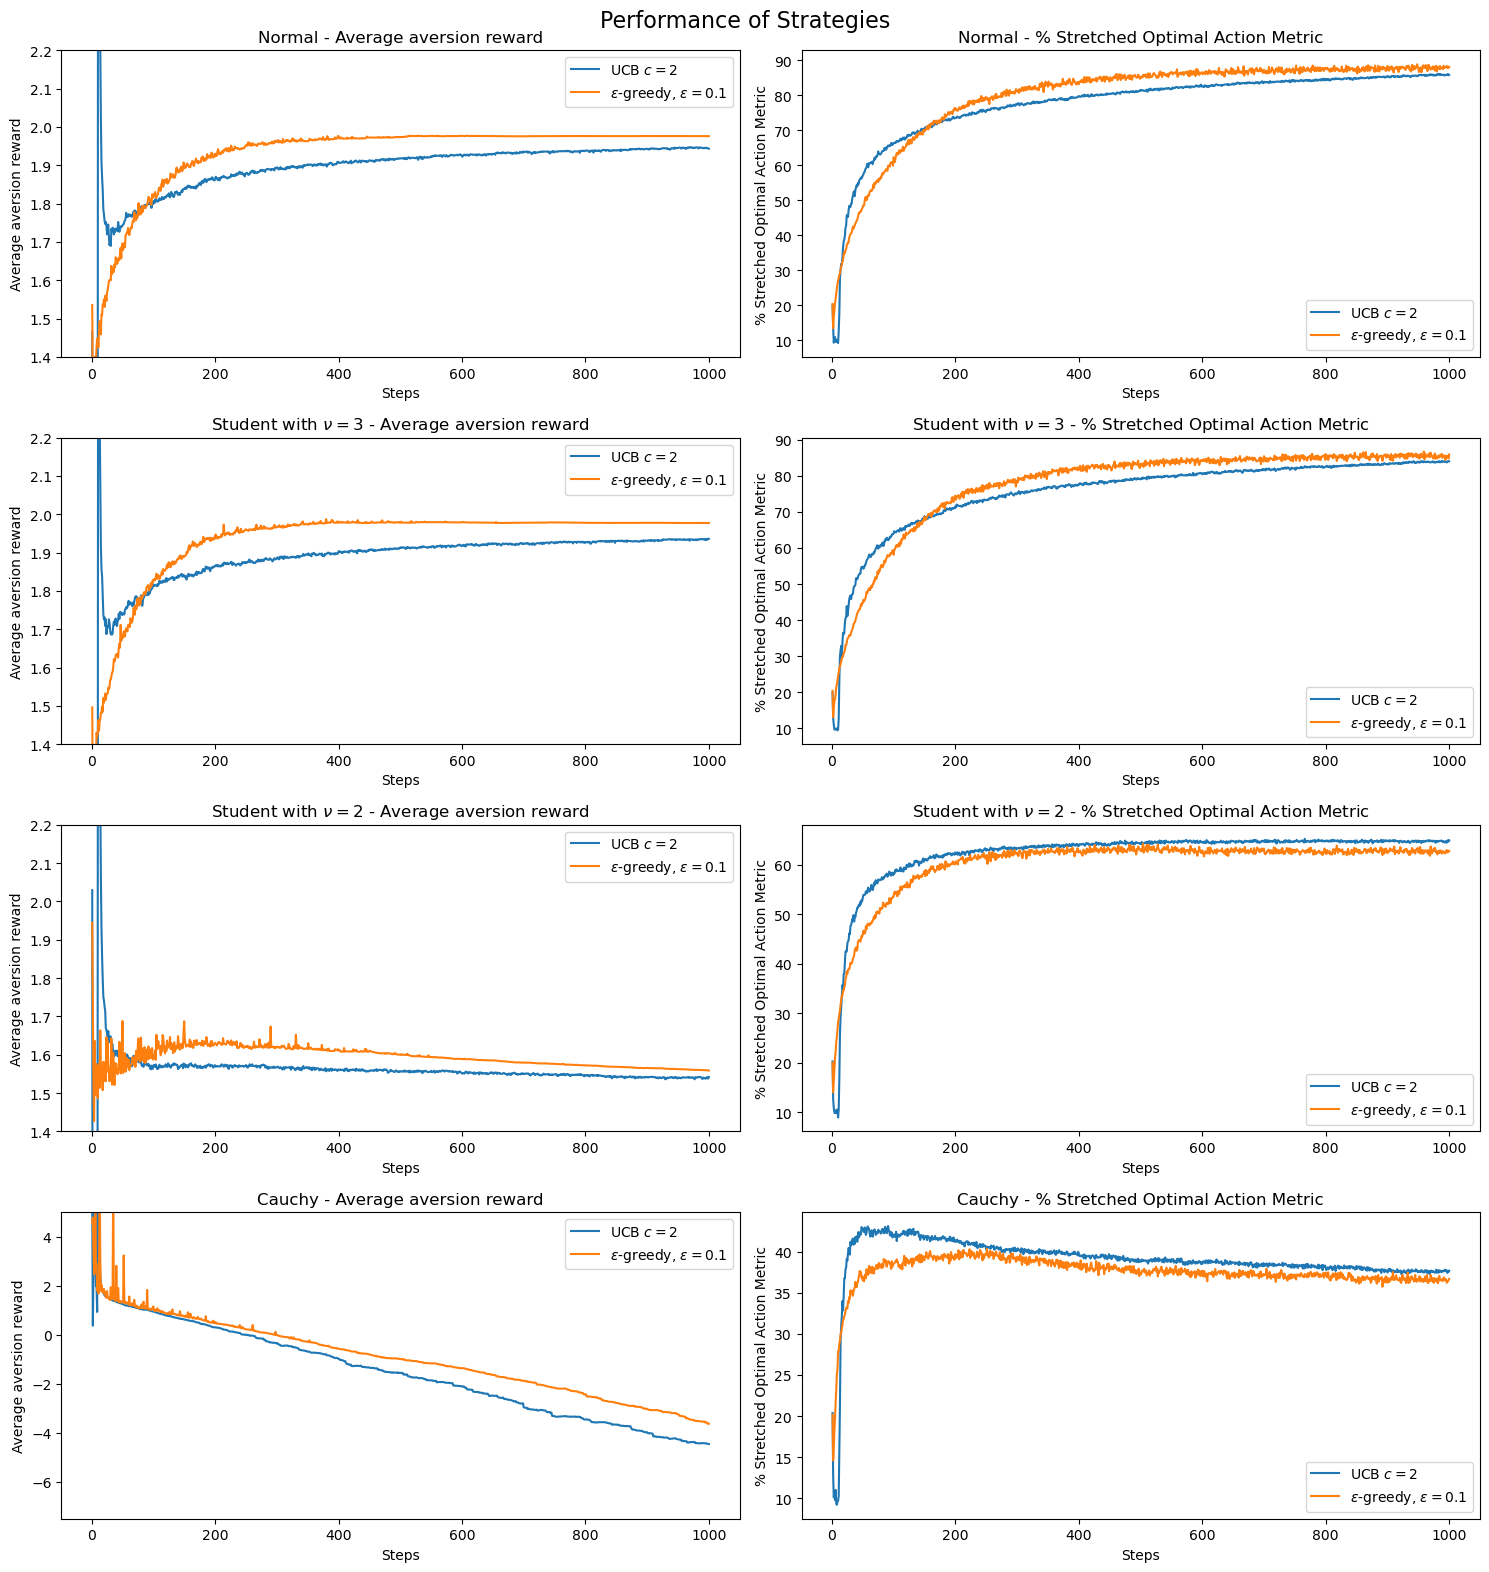 Performance of Strategies
Normal - Average aversion reward
Average aversion reward
2.2
2.1
2.0
1.9
1.8
1.7
1.6
1.5
1.4
UCB c = 2
ε-greedy, ε = 0.1
0 200 400 600 800 1000
Steps
Normal - % Stretched Optimal Action Metric
% Stretched Optimal Action Metric
90
80
70
60
50
40
30
20
10
UCB c = 2
ε-greedy, ε = 0.1
0 200 400 600 800 1000
Steps
Student with ν = 3 - Average aversion reward
Average aversion reward
2.2
2.1
2.0
1.9
1.8
1.7
1.6
1.5
1.4
UCB c = 2
ε-greedy, ε = 0.1
0 200 400 600 800 1000
Steps
Student with ν = 3 - % Stretched Optimal Action Metric
% Stretched Optimal Action Metric
90
80
70
60
50
40
30
20
10
UCB c = 2
ε-greedy, ε = 0.1
0 200 400 600 800 1000
Steps
Student with ν = 2 - Average aversion reward
Average aversion reward
2.2
2.1
2.0
1.9
1.8
1.7
1.6
1.5
1.4
UCB c = 2
ε-greedy, ε = 0.1
0 200 400 600 800 1000
Steps
Student with ν = 2 - % Stretched Optimal Action Metric
% Stretched Optimal Action Metric
60
50
40
30
20
10
UCB c = 2
ε-greedy, ε = 0.1
0 200 400 600 800 1000
Steps
Cauchy - Average aversion reward
Average aversion reward
4
2
0
−2
−4
−6
UCB c = 2
ε-greedy, ε = 0.1
0 200 400 600 800 1000
Steps
Cauchy - % Stretched Optimal Action Metric
% Stretched Optimal Action Metric
40
35
30
25
20
15
10
UCB c = 2
ε-greedy, ε = 0.1
0 200 400 600 800 1000
Steps